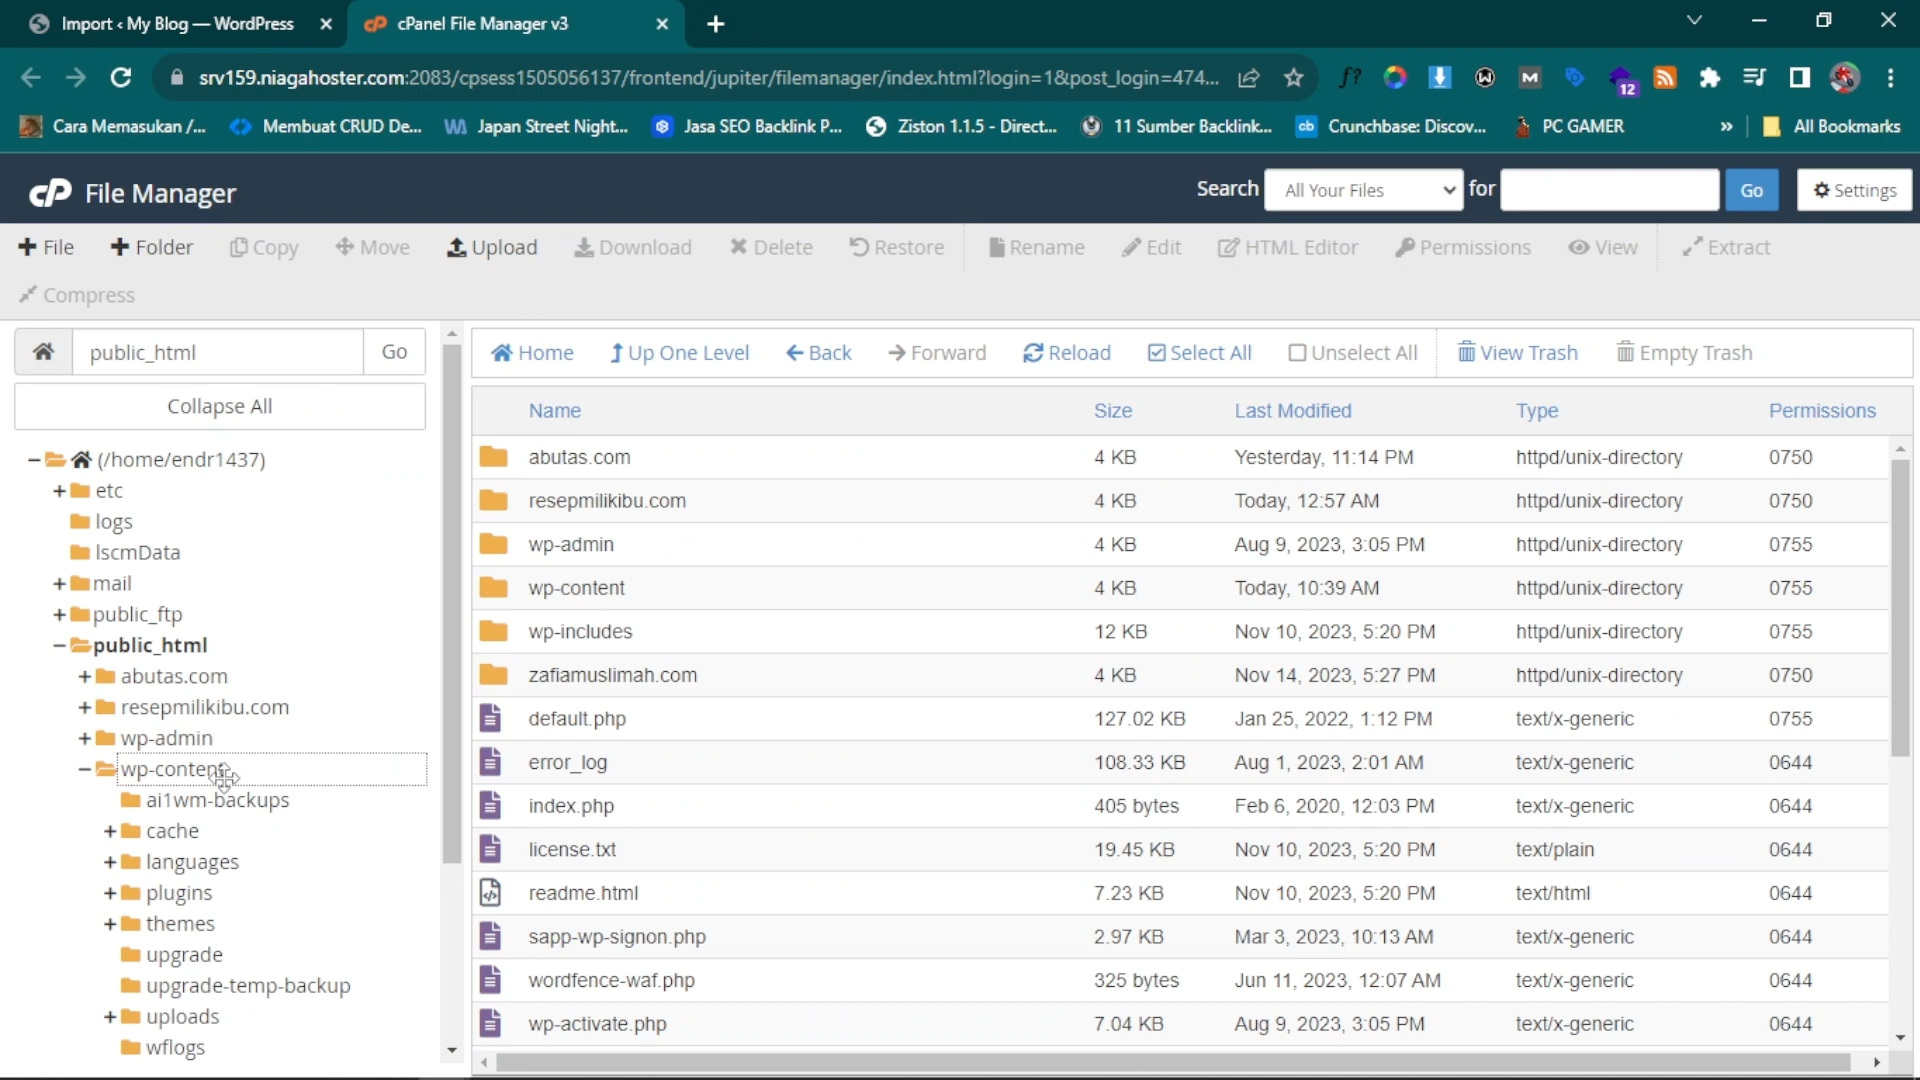 Import ‹ My Blog — WordPress
cPanel File Manager v3
srv159.niagahoster.com:2083/cpsess1505056137/frontend/jupiter/filemanager/index.html?login=1&post_login=474...
f?
M
12
Cara Memasukan /...
Membuat CRUD De...
Japan Street Night...
Jasa SEO Backlink P...
Ziston 1.1.5 - Direct...
11 Sumber Backlink...
cb Crunchbase: Discov...
PC GAMER
»
All Bookmarks
cP File Manager
Search All Your Files for Go Settings
File
Folder
Copy
Move
Upload
Download
Delete
Restore
Rename
Edit
HTML Editor
Permissions
View
Extract
Compress
public_html Go
Collapse All
(/home/endr1437)
etc
logs
lscmData
mail
public_ftp
public_html
abutas.com
resepmilikibu.com
wp-admin
wp-content
ai1wm-backups
cache
languages
plugins
themes
upgrade
upgrade-temp-backup
uploads
wflogs
Home Up One Level Back Forward Reload Select All Unselect All View Trash Empty Trash
Name Size Last Modified Type Permissions
abutas.com 4 KB Yesterday, 11:14 PM httpd/unix-directory 0750
resepmilikibu.com 4 KB Today, 12:57 AM httpd/unix-directory 0750
wp-admin 4 KB Aug 9, 2023, 3:05 PM httpd/unix-directory 0755
wp-content 4 KB Today, 10:39 AM httpd/unix-directory 0755
wp-includes 12 KB Nov 10, 2023, 5:20 PM httpd/unix-directory 0755
zafiamuslimah.com 4 KB Nov 14, 2023, 5:27 PM httpd/unix-directory 0750
default.php 127.02 KB Jan 25, 2022, 1:12 PM text/x-generic 0755
error_log 108.33 KB Aug 1, 2023, 2:01 AM text/x-generic 0644
index.php 405 bytes Feb 6, 2020, 12:03 PM text/x-generic 0644
license.txt 19.45 KB Nov 10, 2023, 5:20 PM text/plain 0644
readme.html 7.23 KB Nov 10, 2023, 5:20 PM text/html 0644
sapp-wp-signon.php 2.97 KB Mar 3, 2023, 10:13 AM text/x-generic 0644
wordfence-waf.php 325 bytes Jun 11, 2023, 12:07 AM text/x-generic 0644
wp-activate.php 7.04 KB Aug 9, 2023, 3:05 PM text/x-generic 0644